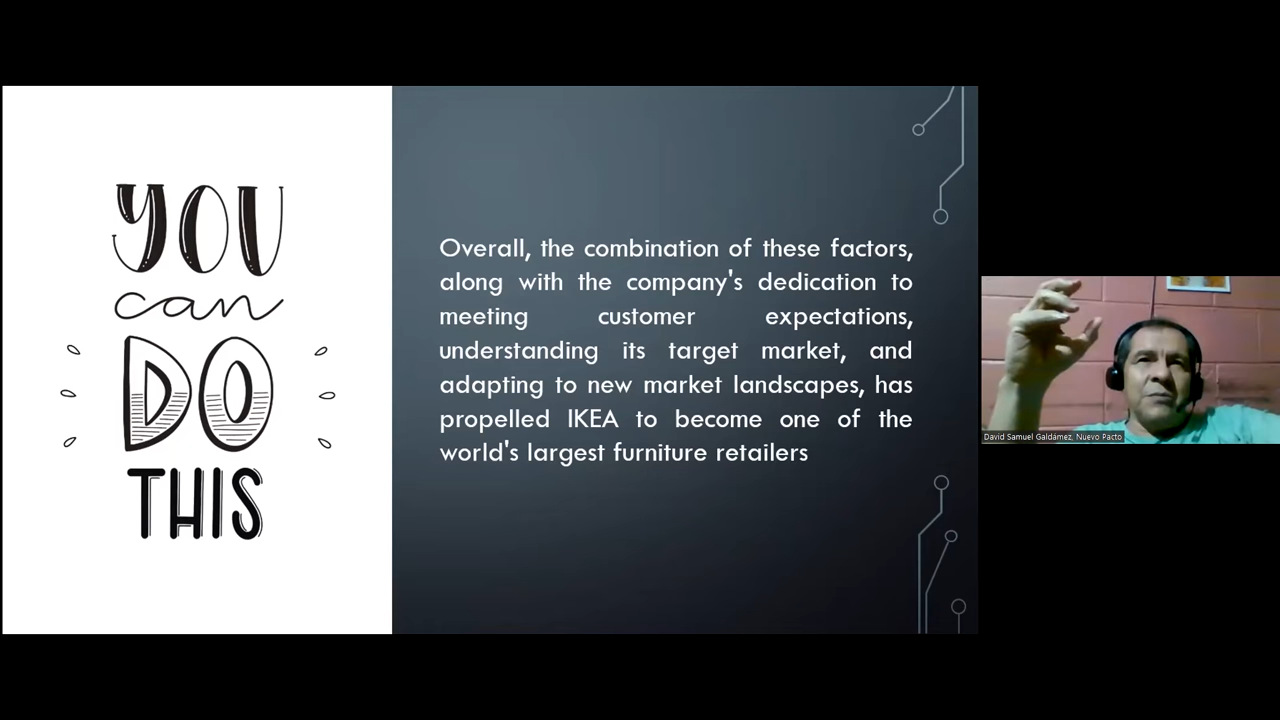 YOU
can
DO
THIS
Overall, the combination of these factors,
along with the company's dedication to
meeting customer expectations,
understanding its target market, and
adapting to new market landscapes, has
propelled IKEA to become one of the
world's largest furniture retailers
David Samuel Galdámez, Nuevo Pacto